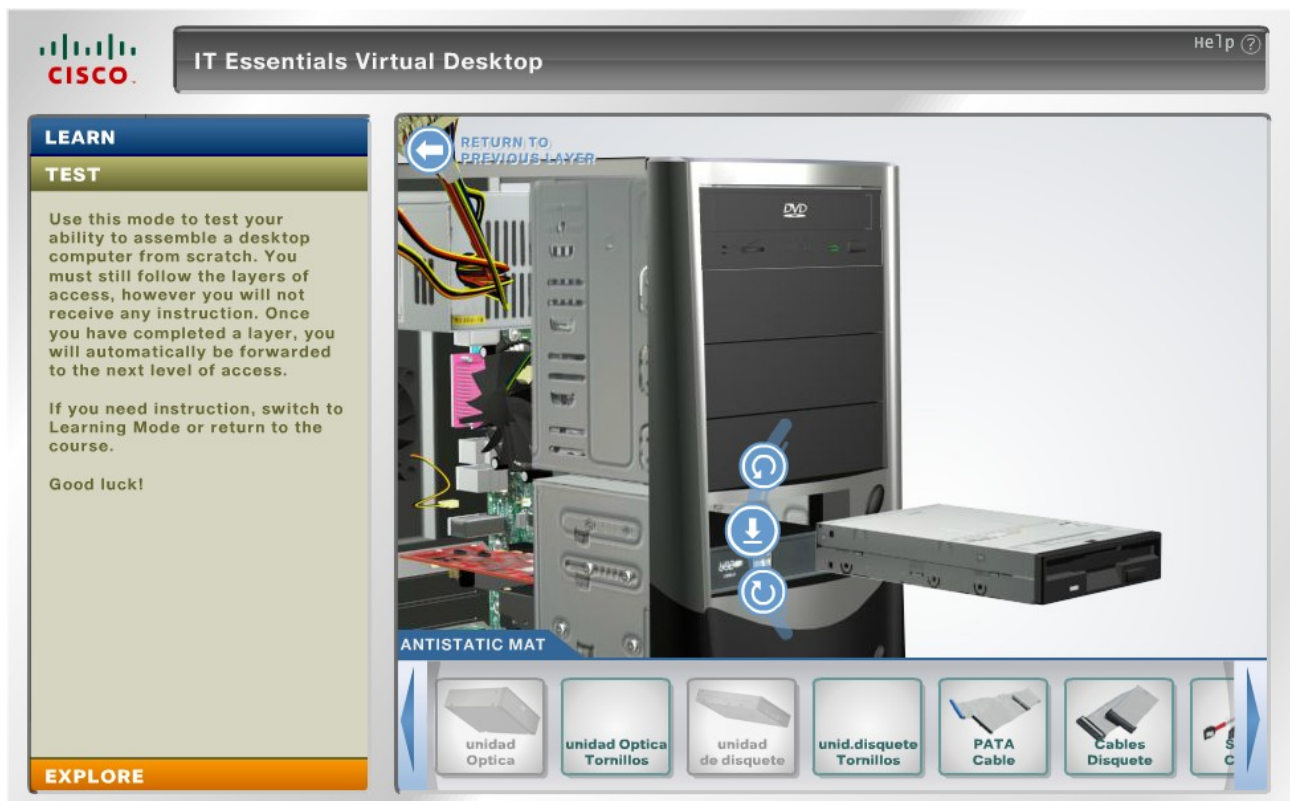 CISCO
IT Essentials Virtual Desktop
Help ?
LEARN
TEST
Use this mode to test your
ability to assemble a desktop
computer from scratch. You
must still follow the layers of
access, however you will not
receive any instruction. Once
you have completed a layer, you
will automatically be forwarded
to the next level of access.
If you need instruction, switch to
Learning Mode or return to the
course.
Good luck!
EXPLORE
RETURN TO
PREVIOUS LAYER
DVD
ANTISTATIC MAT
unidad
Optica
unidad Optica
Tornillos
unidad
de disquete
unid.disquete
Tornillos
PATA
Cable
Cables
Disquete
S
C